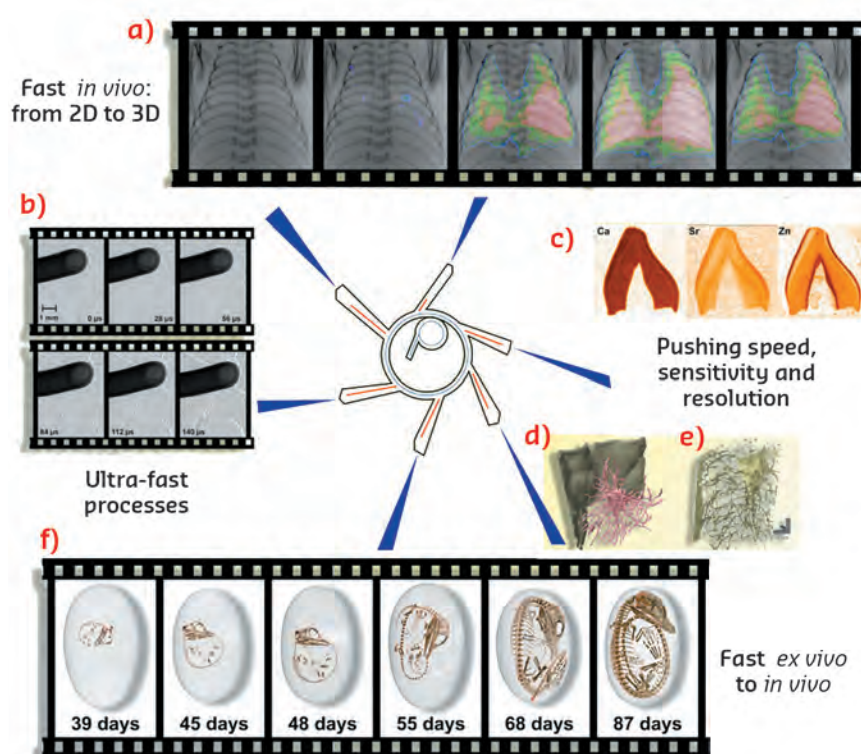 a)
Fast in vivo:
from 2D to 3D
b)
1 mm
0 µs
28 µs
56 µs
84 µs
112 µs
140 µs
Ultra-fast
processes
c)
Ca
Sr
Zn
Pushing speed,
sensitivity and
resolution
d)
e)
f)
39 days
45 days
48 days
55 days
68 days
87 days
Fast ex vivo
to in vivo